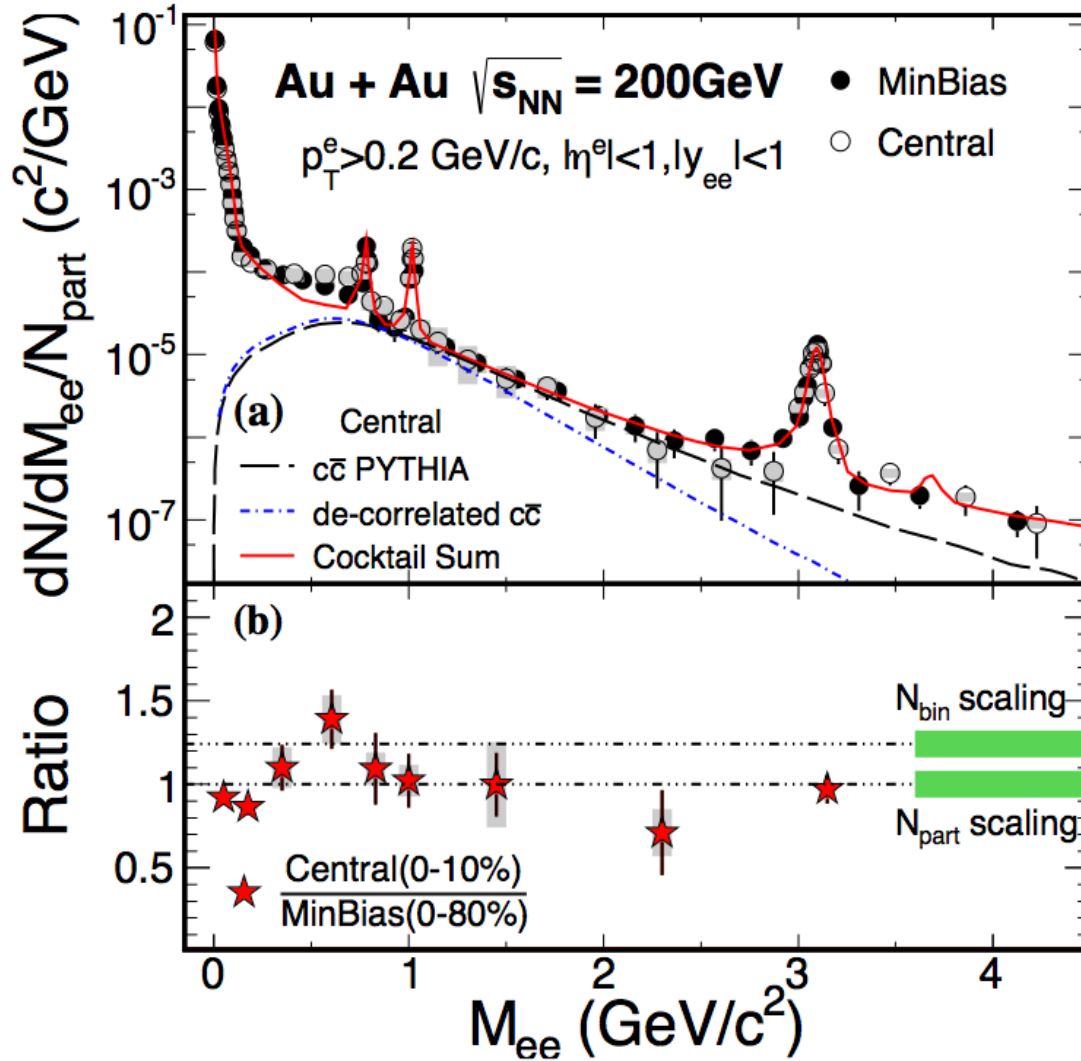 dN/dM_ee/N_part (c^2/GeV)
10^-1
10^-3
10^-5
10^-7
Au + Au √s_NN = 200GeV
p_T^e>0.2 GeV/c, |η^e|<1,|y_ee|<1
MinBias
Central
(a)
Central
cc̅ PYTHIA
de-correlated cc̅
Cocktail Sum
Ratio
2
1.5
1
0.5
(b)
N_bin scaling
N_part scaling
Central(0-10%)
MinBias(0-80%)
0 1 2 3 4
M_ee (GeV/c^2)